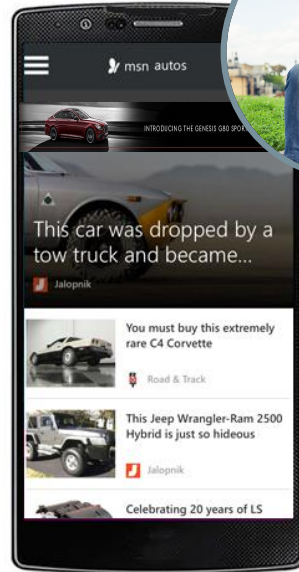 msn autos
INTRODUCING THE GENESIS G80 SPOR
This car was dropped by a
tow truck and became...
Jalopnik
You must buy this extremely
rare C4 Corvette
Road & Track
This Jeep Wrangler-Ram 2500
Hybrid is just so hideous
Jalopnik
Celebrating 20 years of LS